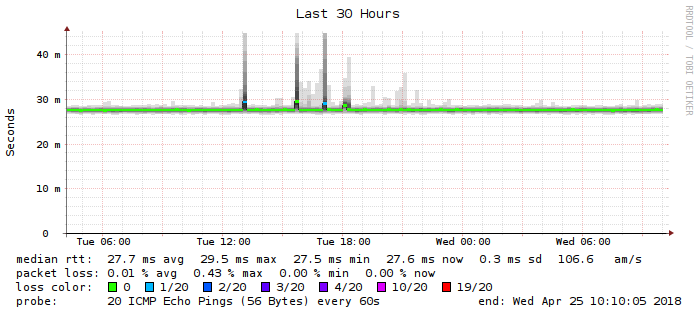 Last 30 Hours
RRDTOOL / TOBI OETIKER
Seconds
40 m
30 m
20 m
10 m
0
Tue 06:00 Tue 12:00 Tue 18:00 Wed 00:00 Wed 06:00
median rtt: 27.7 ms avg 29.5 ms max 27.5 ms min 27.6 ms now 0.3 ms sd 106.6 am/s
packet loss: 0.01 % avg 0.43 % max 0.00 % min 0.00 % now
loss color: 0 1/20 2/20 3/20 4/20 10/20 19/20
probe: 20 ICMP Echo Pings (56 Bytes) every 60s end: Wed Apr 25 10:10:05 2018